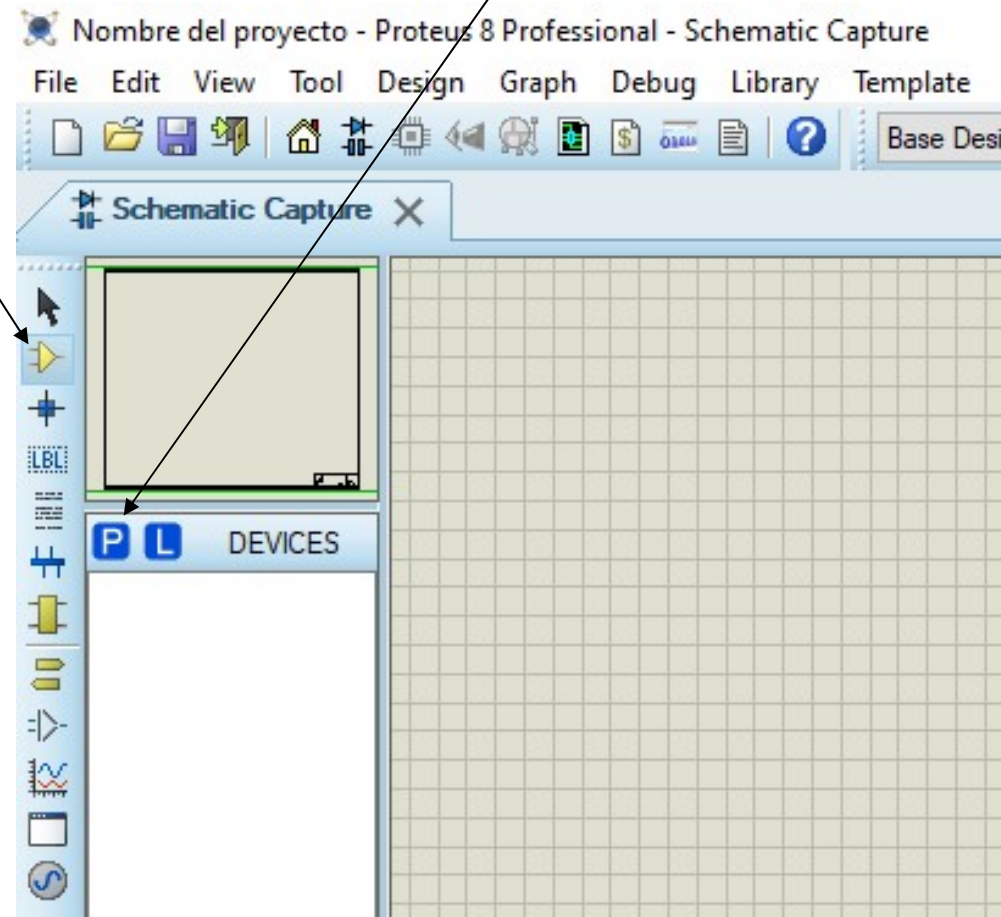 Nombre del proyecto - Proteus 8 Professional - Schematic Capture
File Edit View Tool Design Graph Debug Library Template
$ ? Base Desi
Schematic Capture
LBL
P L DEVICES